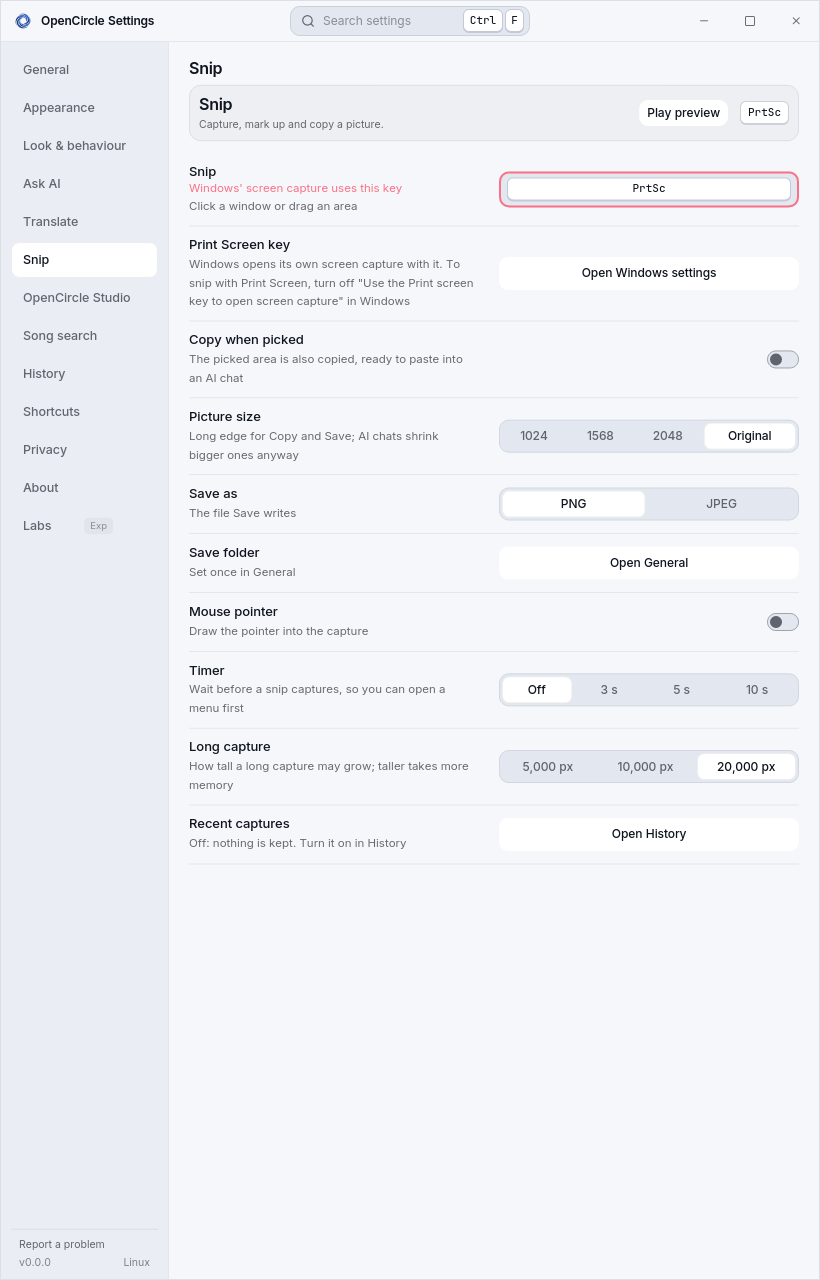 OpenCircle Settings
Search settings
Ctrl F
General
Appearance
Look & behaviour
Ask AI
Translate
Snip
OpenCircle Studio
Song search
History
Shortcuts
Privacy
About
Labs Exp
Report a problem
v0.0.0 Linux
Snip
Snip
Capture, mark up and copy a picture.
Play preview
PrtSc
Snip
Windows' screen capture uses this key
Click a window or drag an area
PrtSc
Print Screen key
Windows opens its own screen capture with it. To
snip with Print Screen, turn off "Use the Print screen
key to open screen capture" in Windows
Open Windows settings
Copy when picked
The picked area is also copied, ready to paste into
an AI chat
Picture size
Long edge for Copy and Save; AI chats shrink
bigger ones anyway
1024 1568 2048 Original
Save as
The file Save writes
PNG JPEG
Save folder
Set once in General
Open General
Mouse pointer
Draw the pointer into the capture
Timer
Wait before a snip captures, so you can open a
menu first
Off 3 s 5 s 10 s
Long capture
How tall a long capture may grow; taller takes more
memory
5,000 px 10,000 px 20,000 px
Recent captures
Off: nothing is kept. Turn it on in History
Open History